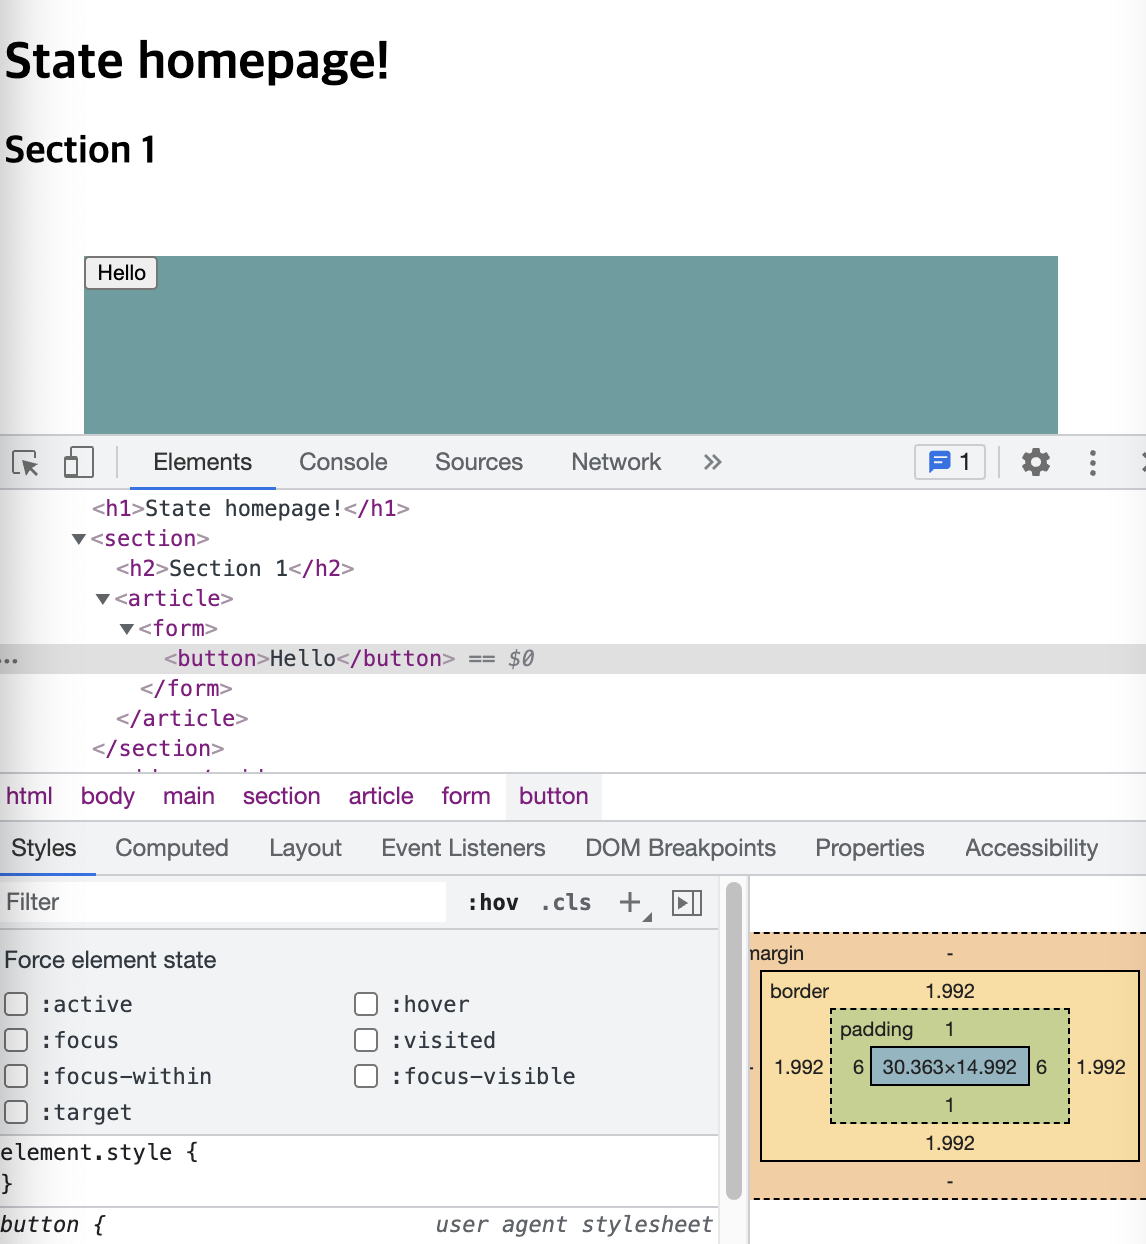 State homepage!
Section 1
Hello
Elements Console Sources Network » 1
<h1>State homepage!</h1>
<section>
<h2>Section 1</h2>
<article>
<form>
... <button>Hello</button> == $0
</form>
</article>
</section>
html body main section article form button
Styles Computed Layout Event Listeners DOM Breakpoints Properties Accessibility
Filter :hov .cls +
Force element state
:active :hover
:focus :visited
:focus-within :focus-visible
:target
element.style {
}
button { user agent stylesheet
margin -
border 1.992
padding 1
- 1.992 6 30.363×14.992 6 1.992
1
1.992
-